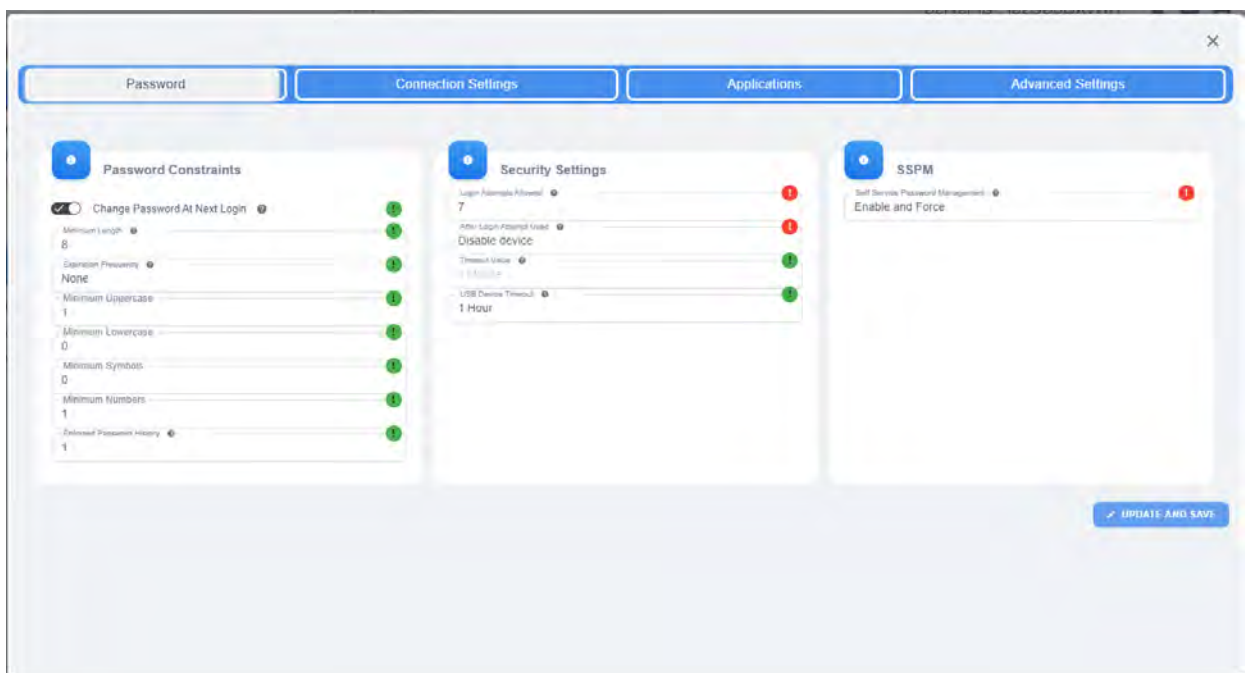 Password
Connection Settings
Applications
Advanced Settings
Password Constraints
Change Password At Next Login
Minimum Length
8
Expiration Frequency
None
Minimum Uppercase
1
Minimum Lowercase
0
Minimum Symbols
0
Minimum Numbers
1
Enforced Password History
1
Security Settings
Login Attempts Allowed
7
After Login Attempt Used
Disable device
Timeout Value
USB Device Timeout
1 Hour
SSPM
Self Service Password Management
Enable and Force
UPDATE AND SAVE